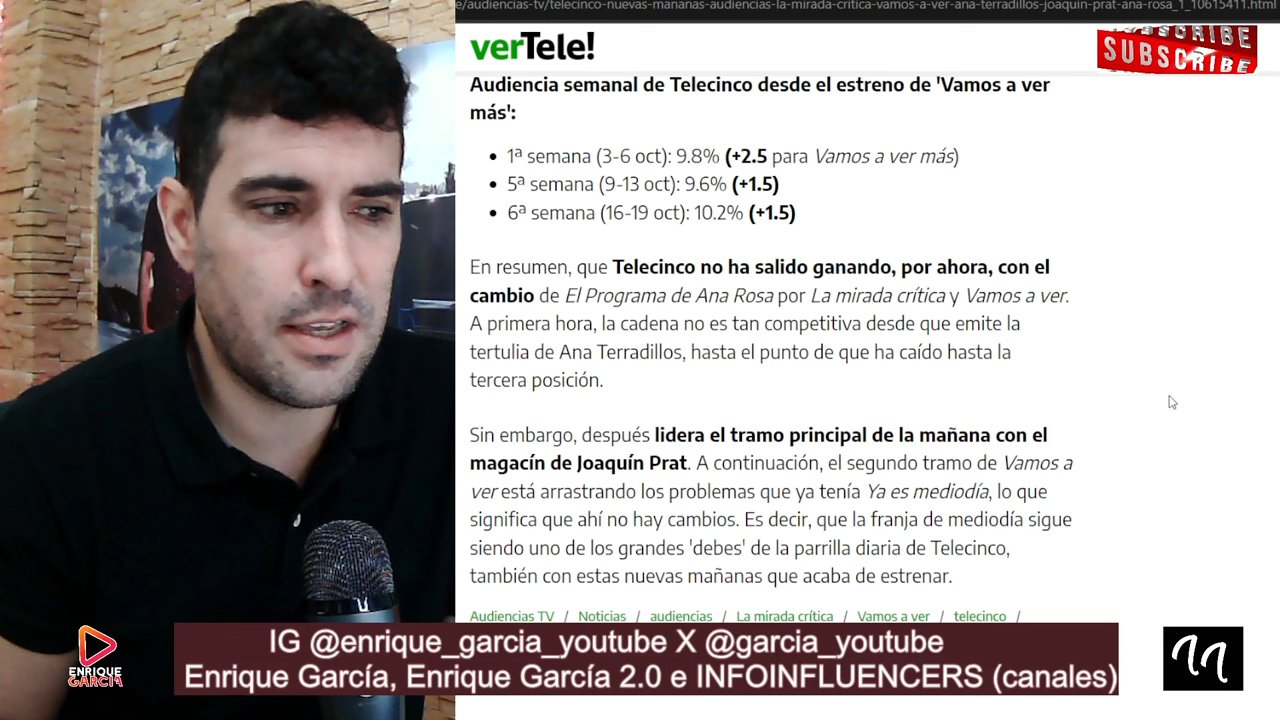 e/audiencias-tv/telecinco-nuevas-mananas-audiencias-la-mirada-critica-vamos-a-ver-ana-terradillos-joaquin-prat-ana-rosa_1_10615411.html
verTele!
SUBSCRIBE
SUBSCRIBE
Audiencia semanal de Telecinco desde el estreno de 'Vamos a ver
más':
• 1ª semana (3-6 oct): 9.8% (+2.5 para Vamos a ver más)
• 5ª semana (9-13 oct): 9.6% (+1.5)
• 6ª semana (16-19 oct): 10.2% (+1.5)
En resumen, que Telecinco no ha salido ganando, por ahora, con el
cambio de El Programa de Ana Rosa por La mirada crítica y Vamos a ver.
A primera hora, la cadena no es tan competitiva desde que emite la
tertulia de Ana Terradillos, hasta el punto de que ha caído hasta la
tercera posición.
Sin embargo, después lidera el tramo principal de la mañana con el
magacín de Joaquín Prat. A continuación, el segundo tramo de Vamos a
ver está arrastrando los problemas que ya tenía Ya es mediodía, lo que
significa que ahí no hay cambios. Es decir, que la franja de mediodía sigue
siendo uno de los grandes 'debes' de la parrilla diaria de Telecinco,
también con estas nuevas mañanas que acaba de estrenar.
Audiencias TV / Noticias / audiencias / La mirada crítica / Vamos a ver / telecinco /
IG @enrique_garcia_youtube X @garcia_youtube
Enrique García, Enrique García 2.0 e INFOINFLUENCERS (canales)
ENRIQUE
GARCÍA